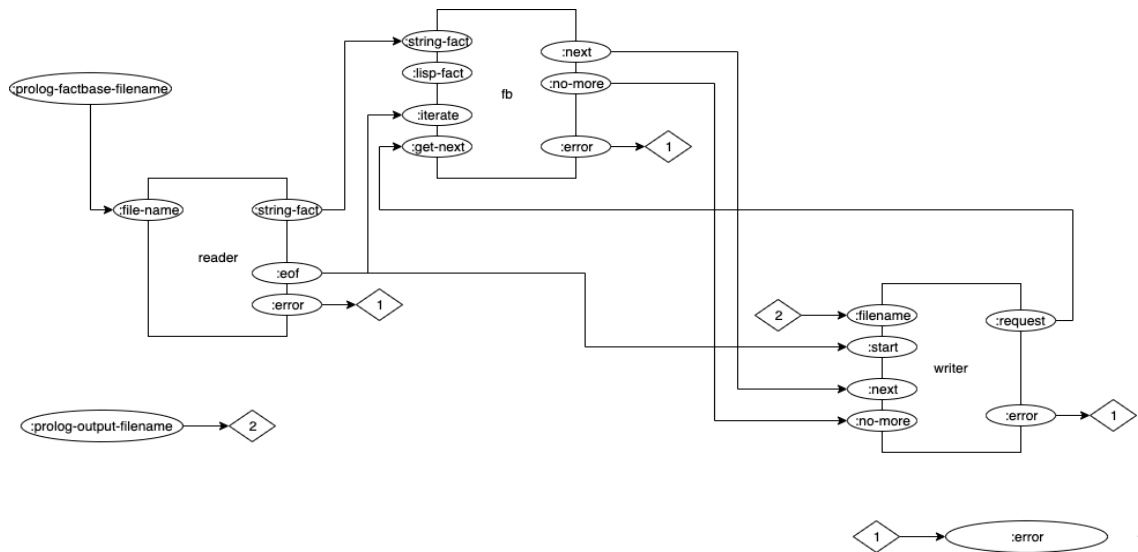 :string-fact
:next
:lisp-fact
:no-more
:prolog-factbase-filename
fb
:iterate
:get-next
:error
1
:file-name
:string-fact
reader
:eof
:error
1
2
:filename
:request
:start
writer
:next
:no-more
:error
1
:prolog-output-filename
2
1
:error